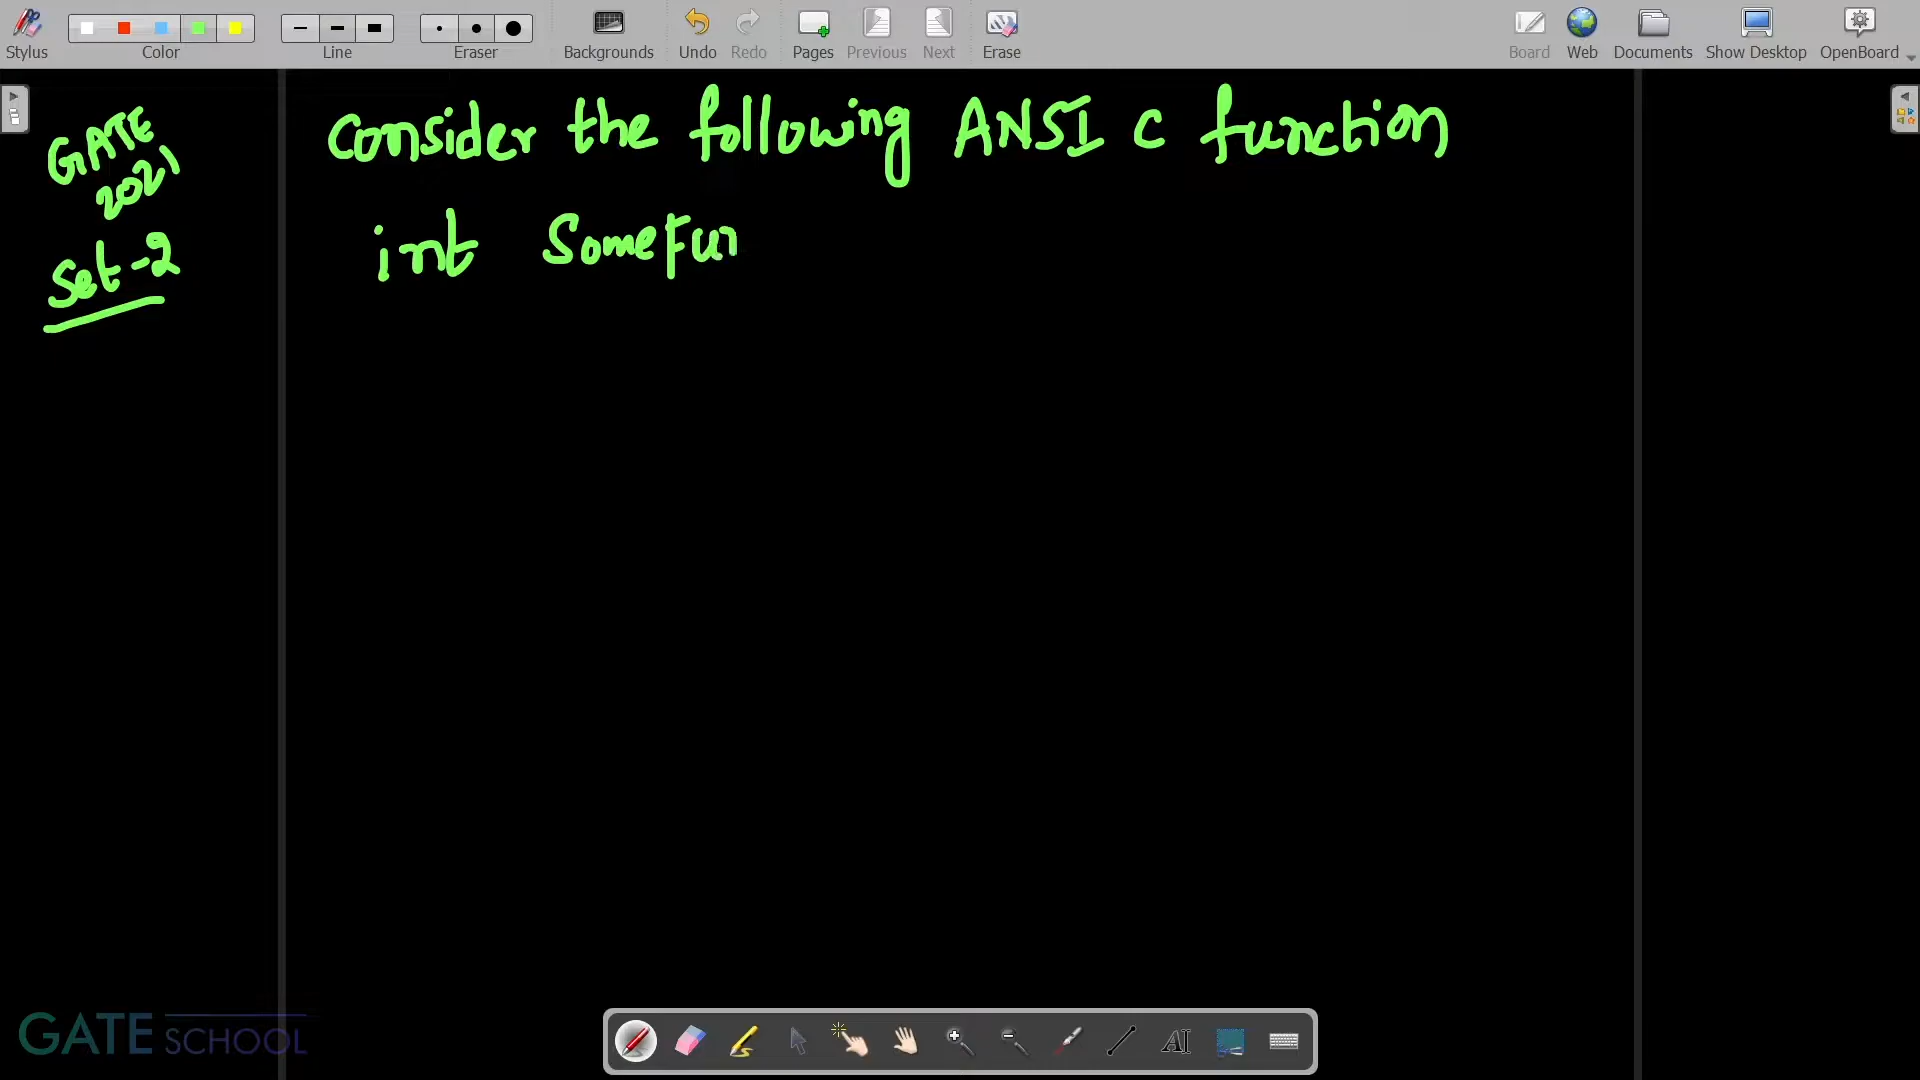 Stylus
Color
Line
Eraser
Backgrounds
Undo
Redo
Pages
Previous
Next
Erase
Board
Web
Documents
Show Desktop
OpenBoard
GATE
2021
Set-2
Consider the following ANSI C function
int SomeFun
AI
GATE SCHOOL